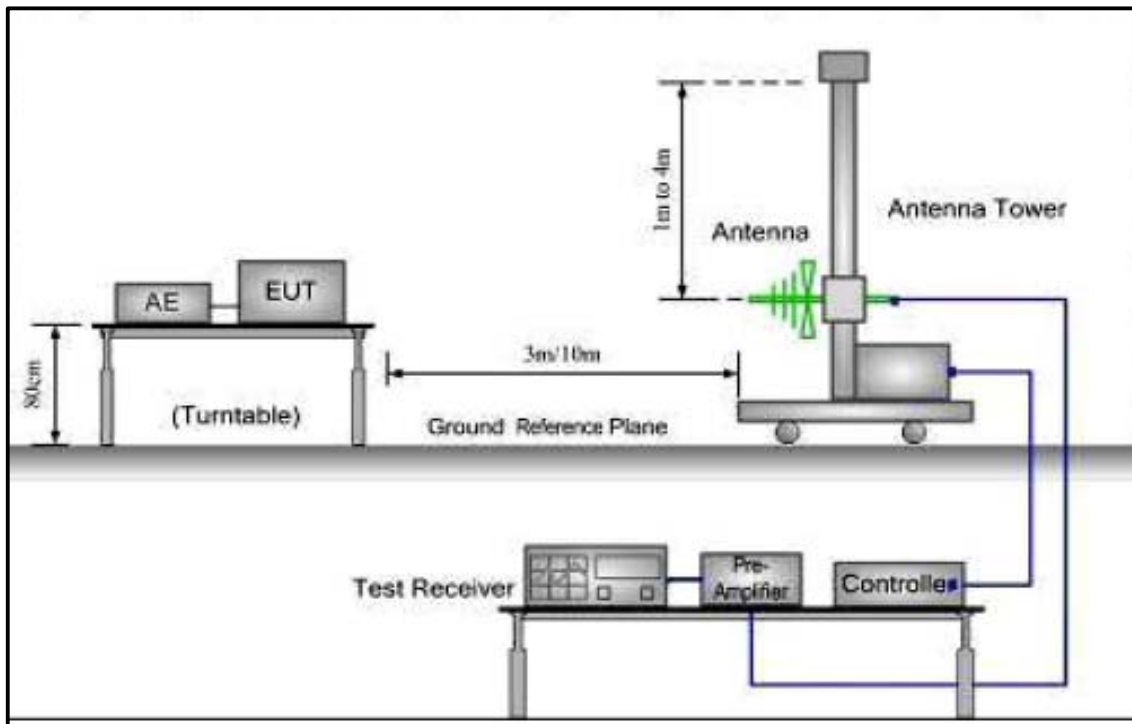 1m to 4m
Antenna Tower
Antenna
AE
EUT
80cm
3m/10m
(Turntable)
Ground Reference Plane
Test Receiver
Pre-
Amplifier
Controller